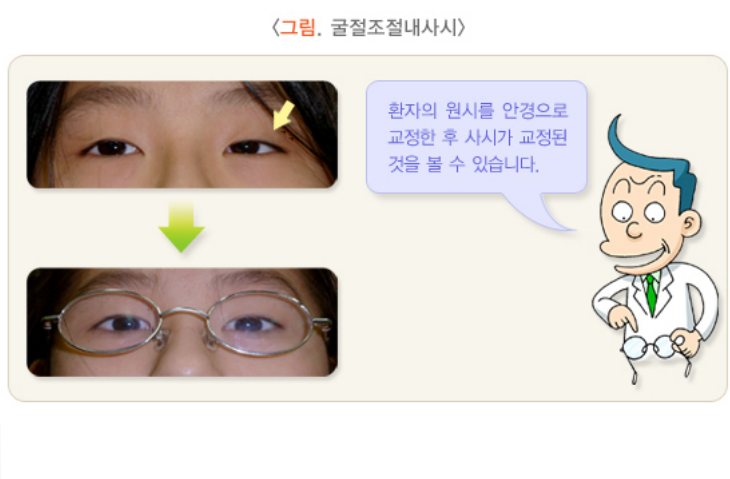 〈그림. 굴절조절내사시〉
환자의 원시를 안경으로
교정한 후 사시가 교정된
것을 볼 수 있습니다.